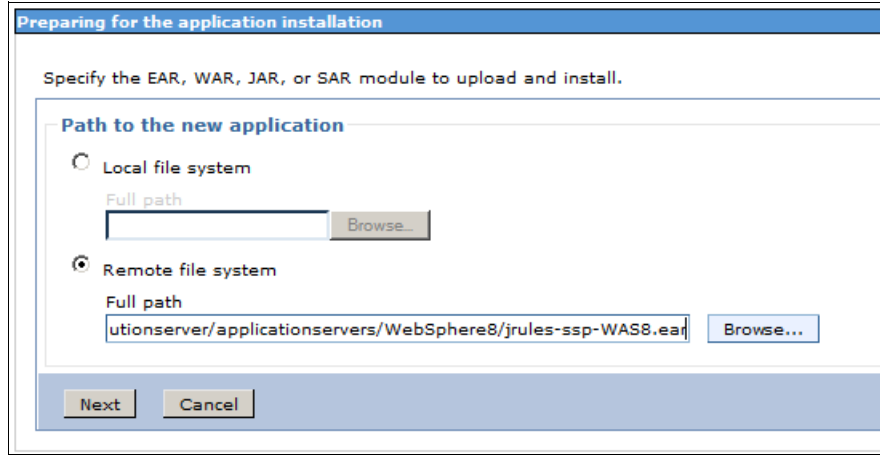 Preparing for the application installation
Specify the EAR, WAR, JAR, or SAR module to upload and install.
Path to the new application
Local file system
Full path
Browse...
Remote file system
Full path
utionserver/applicationservers/WebSphere8/jrules-ssp-WAS8.ear Browse...
Next Cancel